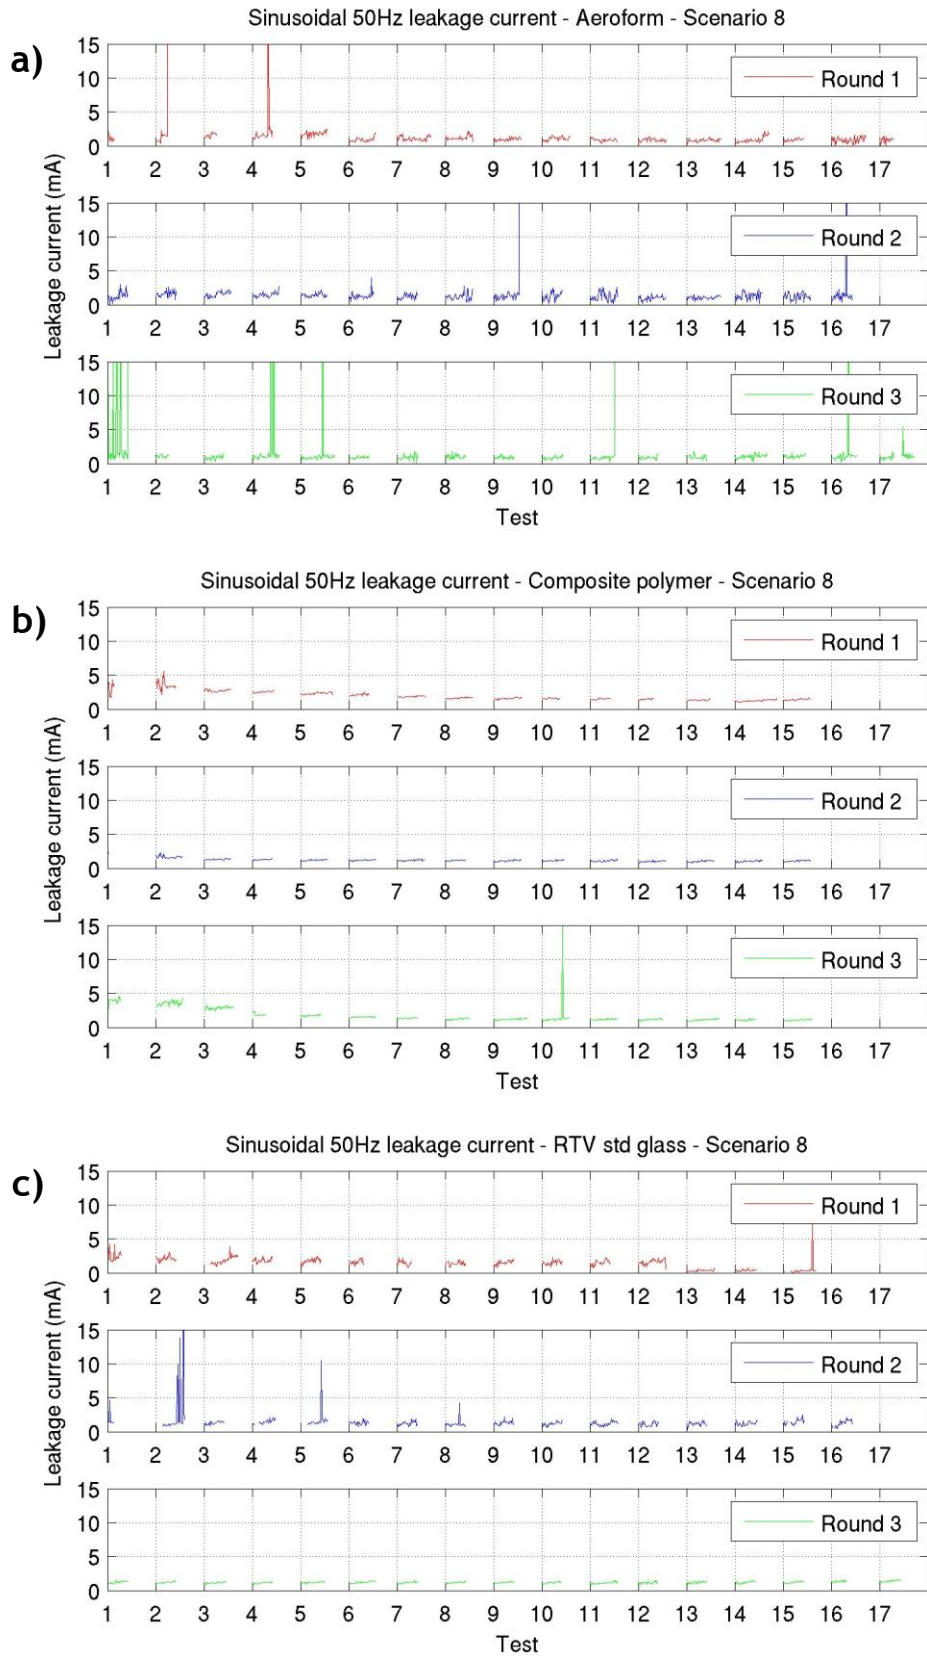 Sinusoidal 50Hz leakage current - Aeroform - Scenario 8
a)
15
10
5
0
Round 1
1 2 3 4 5 6 7 8 9 10 11 12 13 14 15 16 17
Leakage current (mA)
15
10
5
0
Round 2
1 2 3 4 5 6 7 8 9 10 11 12 13 14 15 16 17
15
10
5
0
Round 3
1 2 3 4 5 6 7 8 9 10 11 12 13 14 15 16 17
Test
Sinusoidal 50Hz leakage current - Composite polymer - Scenario 8
b)
15
10
5
0
Round 1
1 2 3 4 5 6 7 8 9 10 11 12 13 14 15 16 17
Leakage current (mA)
15
10
5
0
Round 2
1 2 3 4 5 6 7 8 9 10 11 12 13 14 15 16 17
15
10
5
0
Round 3
1 2 3 4 5 6 7 8 9 10 11 12 13 14 15 16 17
Test
Sinusoidal 50Hz leakage current - RTV std glass - Scenario 8
c)
15
10
5
0
Round 1
1 2 3 4 5 6 7 8 9 10 11 12 13 14 15 16 17
Leakage current (mA)
15
10
5
0
Round 2
1 2 3 4 5 6 7 8 9 10 11 12 13 14 15 16 17
15
10
5
0
Round 3
1 2 3 4 5 6 7 8 9 10 11 12 13 14 15 16 17
Test